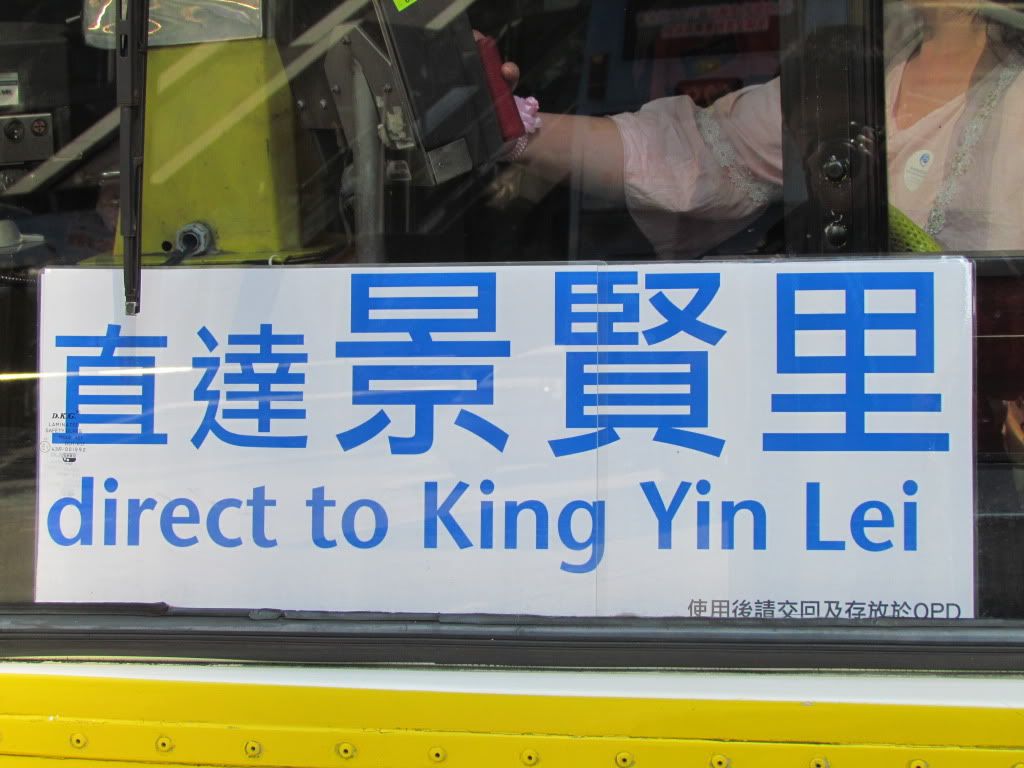 直達景賢里
D.K.G.
LAMINATED
direct to King Yin Lei
使用後請交回及存放於OPD